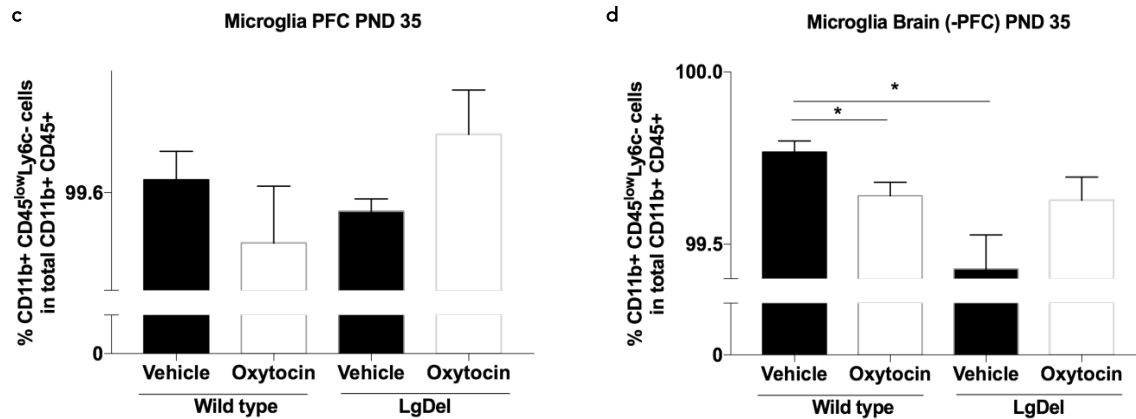 c
Microglia PFC PND 35
% CD11b+ CD45lowLy6c- cells
in total CD11b+ CD45+
99.6
0
Vehicle Oxytocin Vehicle Oxytocin
Wild type LgDel
d
Microglia Brain (-PFC) PND 35
% CD11b+ CD45lowLy6c- cells
in total CD11b+ CD45+
100.0
*
*
99.5
0
Vehicle Oxytocin Vehicle Oxytocin
Wild type LgDel